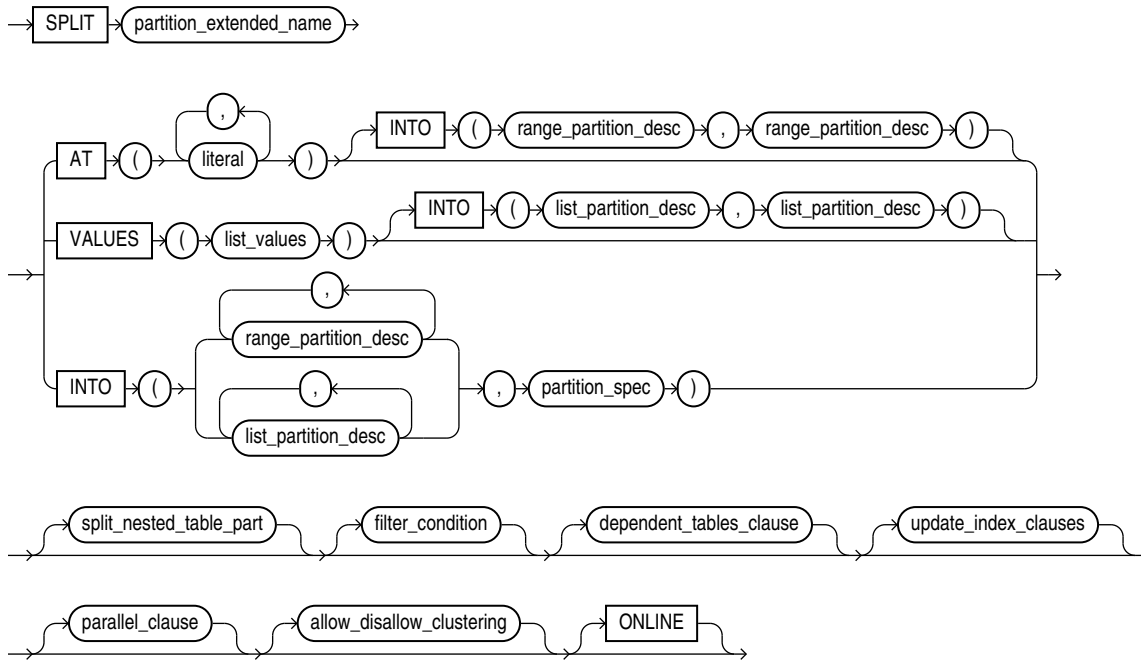 SPLIT partition_extended_name
,
INTO ( range_partition_desc , range_partition_desc )
AT ( literal )
INTO ( list_partition_desc , list_partition_desc )
VALUES ( list_values )
,
range_partition_desc
INTO ( , , partition_spec )
list_partition_desc
split_nested_table_part filter_condition dependent_tables_clause update_index_clauses
parallel_clause allow_disallow_clustering ONLINE